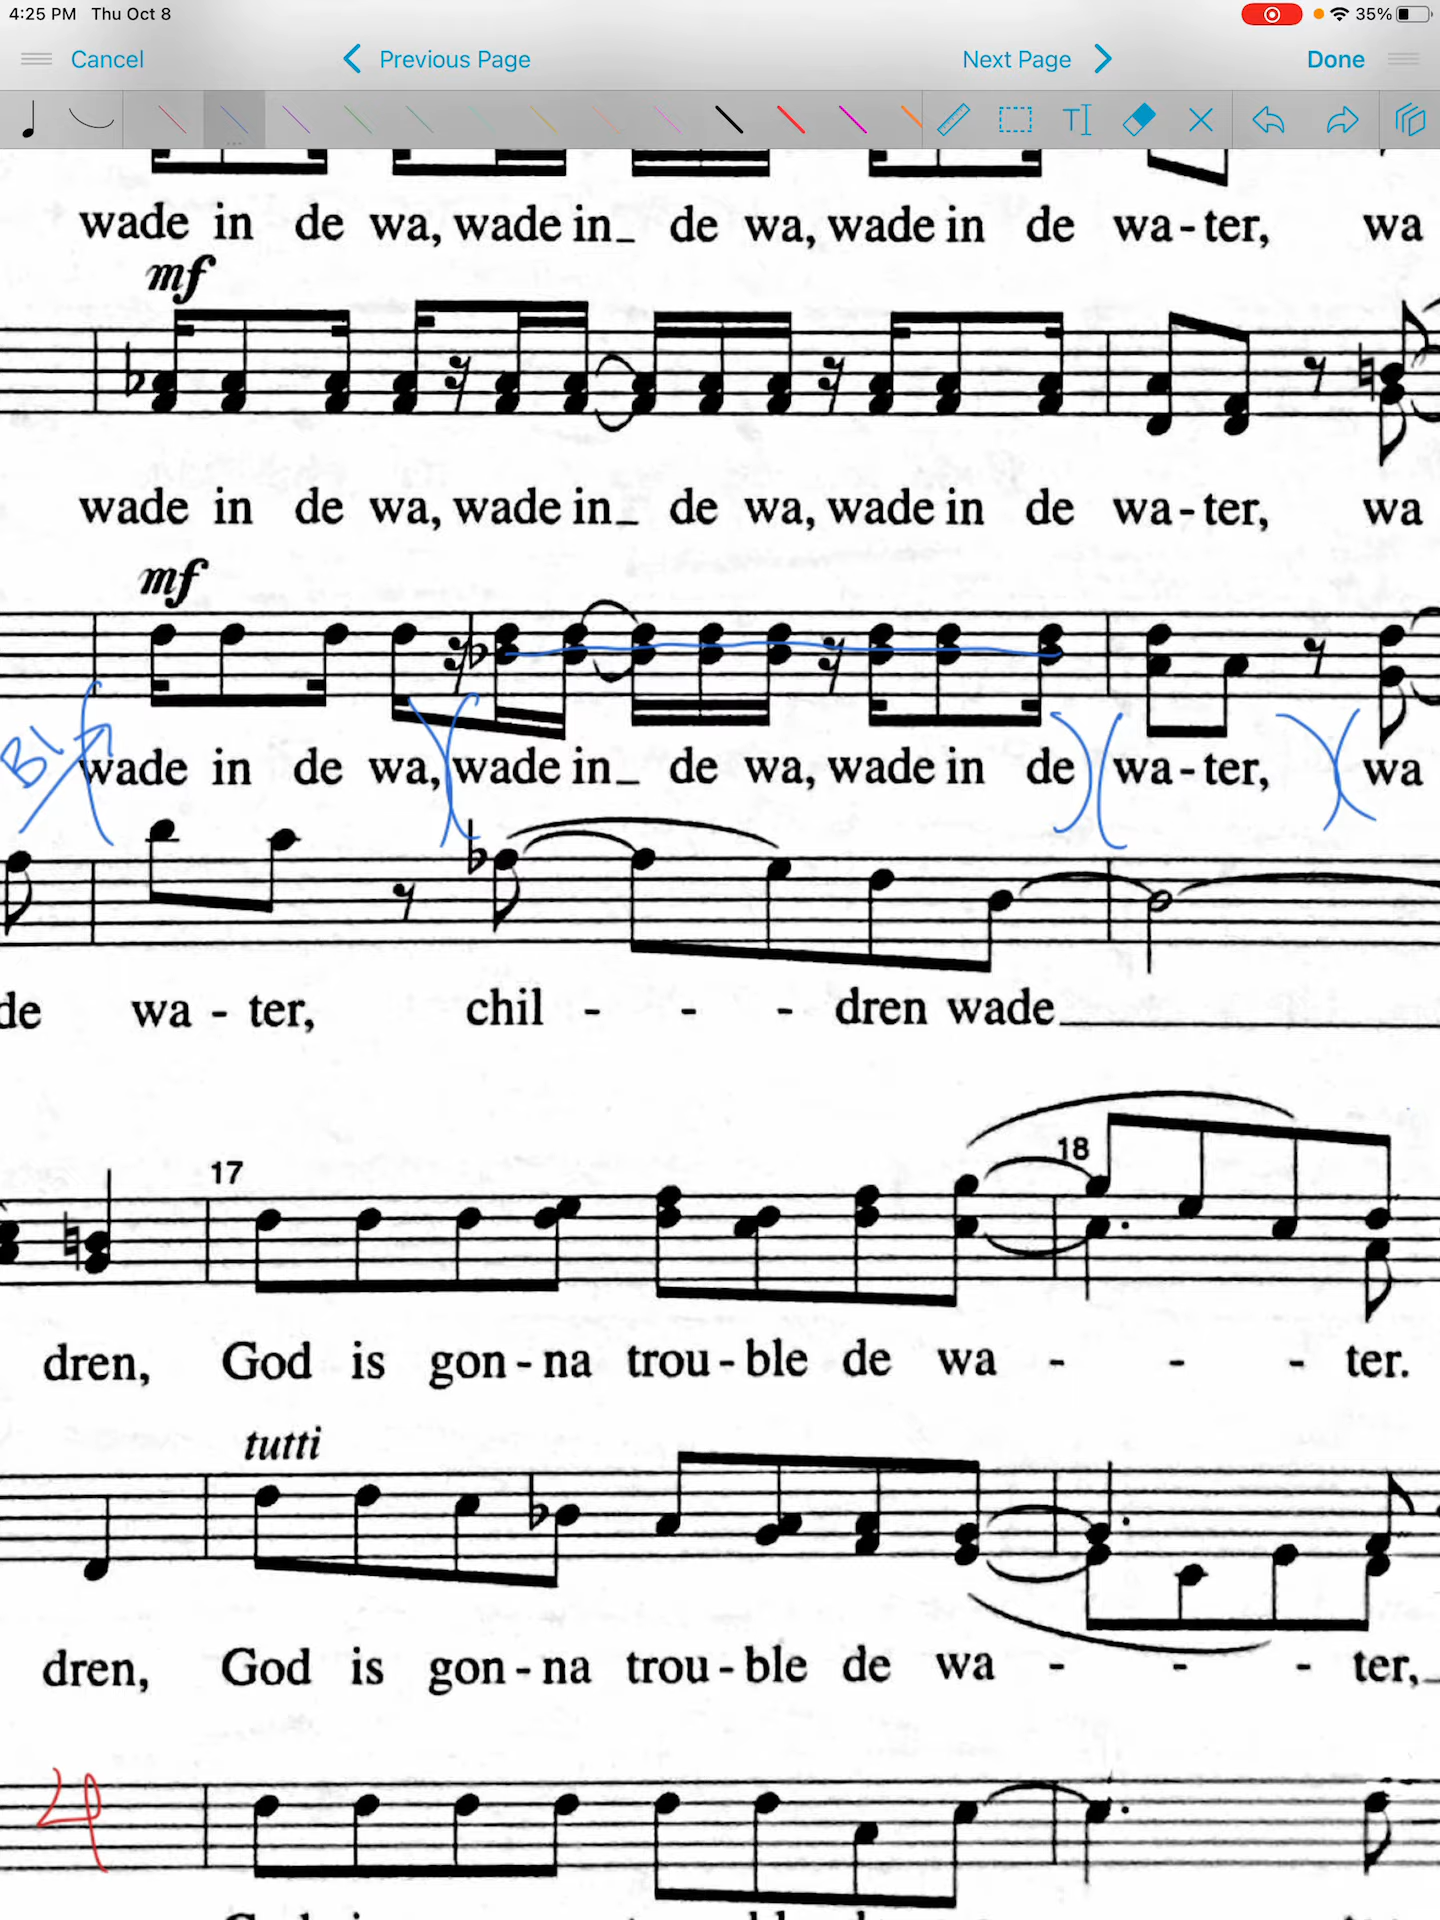 4:25 PM Thu Oct 8 35%
Cancel Previous Page Next Page Done
wade in de wa, wade in_ de wa, wade in de wa-ter, wa
mf
wade in de wa, wade in_ de wa, wade in de wa-ter, wa
mf
wade in de wa, wade in_ de wa, wade in de wa-ter, wa
de wa - ter, chil - - - dren wade
17 18
dren, God is gon-na trou-ble de wa - - - ter.
tutti
dren, God is gon-na trou-ble de wa - - - ter,